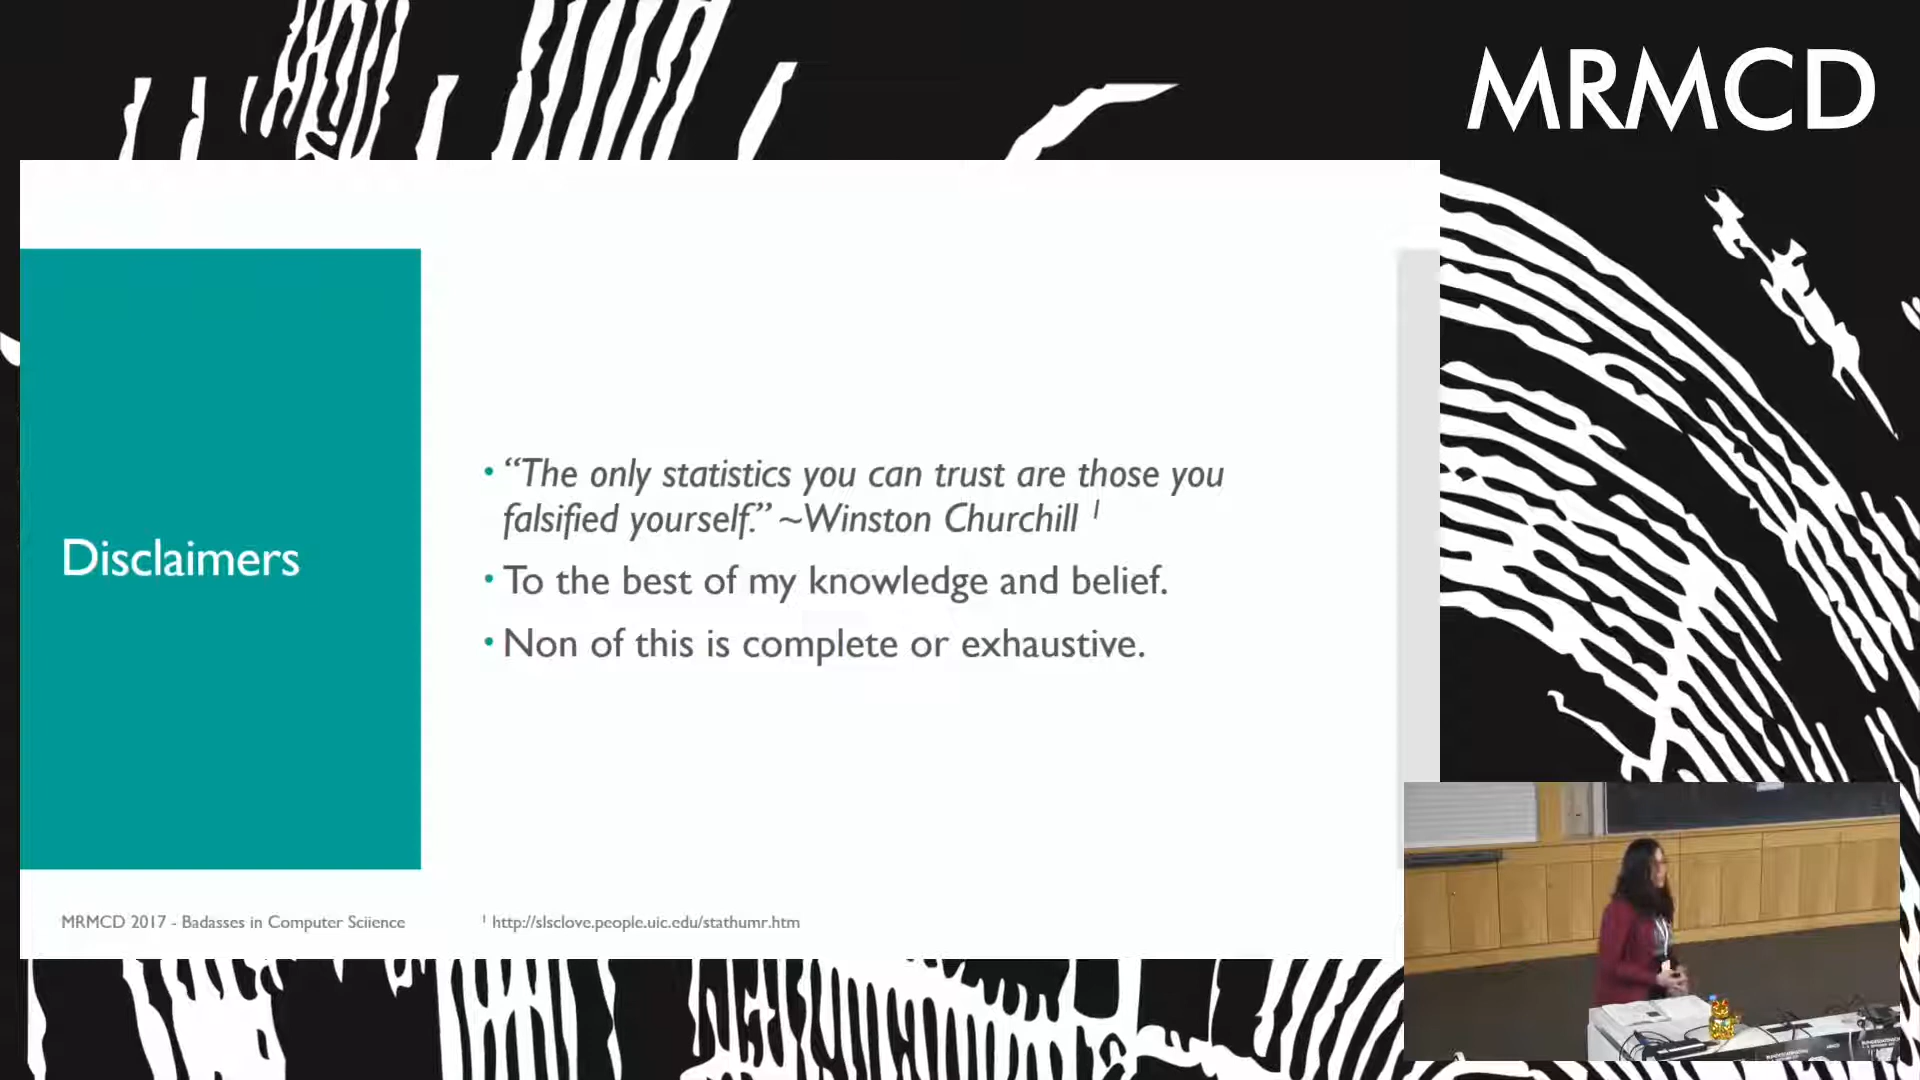 MRMCD
Disclaimers
• “The only statistics you can trust are those you
falsified yourself.” ~Winston Churchill 1
• To the best of my knowledge and belief.
• Non of this is complete or exhaustive.
MRMCD 2017 - Badasses in Computer Sciience
1 http://slsclove.people.uic.edu/stathumr.htm